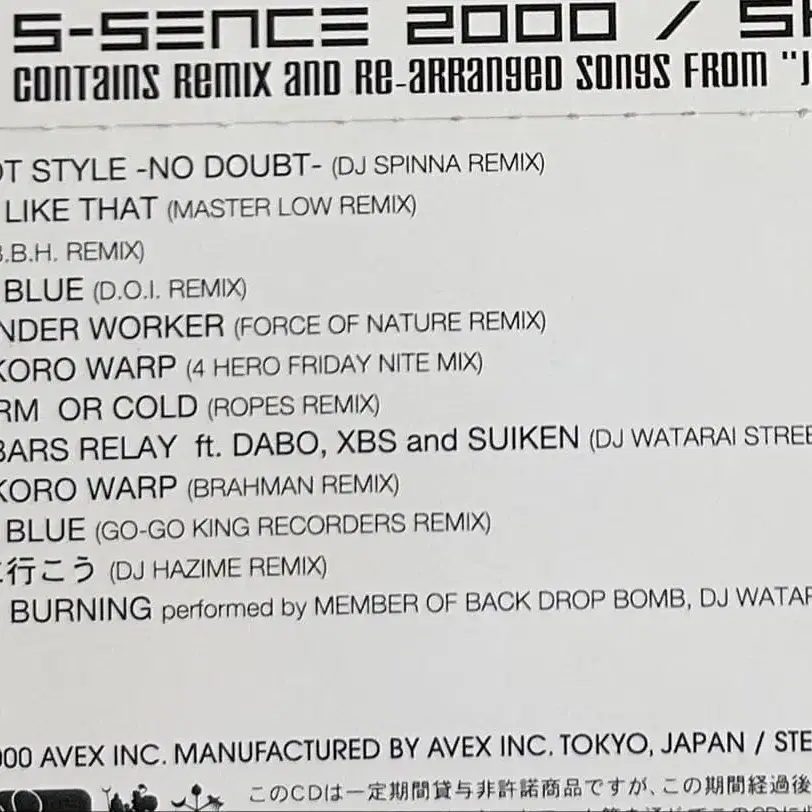 S-SENCE 2000 / S
CONTAINS REMIX AND RE-ARRANGED SONGS FROM "J
OT STYLE -NO DOUBT- (DJ SPINNA REMIX)
LIKE THAT (MASTER LOW REMIX)
B.B.H. REMIX)
BLUE (D.O.I. REMIX)
NDER WORKER (FORCE OF NATURE REMIX)
KORO WARP (4 HERO FRIDAY NITE MIX)
RM OR COLD (ROPES REMIX)
BARS RELAY ft. DABO, XBS and SUIKEN (DJ WATARAI STREE
KORO WARP (BRAHMAN REMIX)
BLUE (GO-GO KING RECORDERS REMIX)
に行こう (DJ HAZIME REMIX)
BURNING performed by MEMBER OF BACK DROP BOMB, DJ WATAR
000 AVEX INC. MANUFACTURED BY AVEX INC. TOKYO, JAPAN / STE
このCDは一定期間貸与非許諾商品ですが、この期間経過後